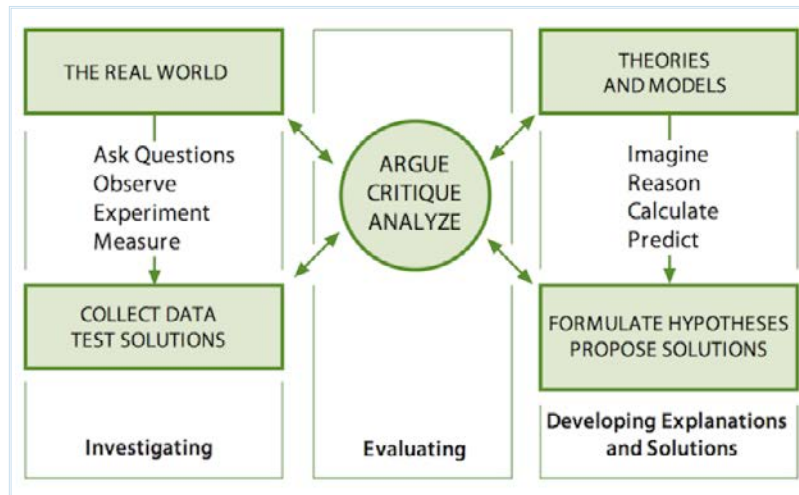 THE REAL WORLD
Ask Questions
Observe
Experiment
Measure
COLLECT DATA
TEST SOLUTIONS
Investigating
ARGUE
CRITIQUE
ANALYZE
Evaluating
THEORIES
AND MODELS
Imagine
Reason
Calculate
Predict
FORMULATE HYPOTHESES
PROPOSE SOLUTIONS
Developing Explanations
and Solutions